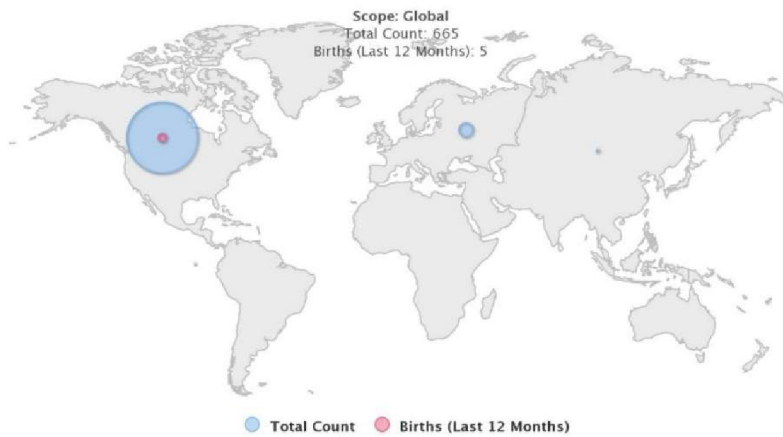 Scope: Global
Total Count: 665
Births (Last 12 Months): 5
Total Count
Births (Last 12 Months)